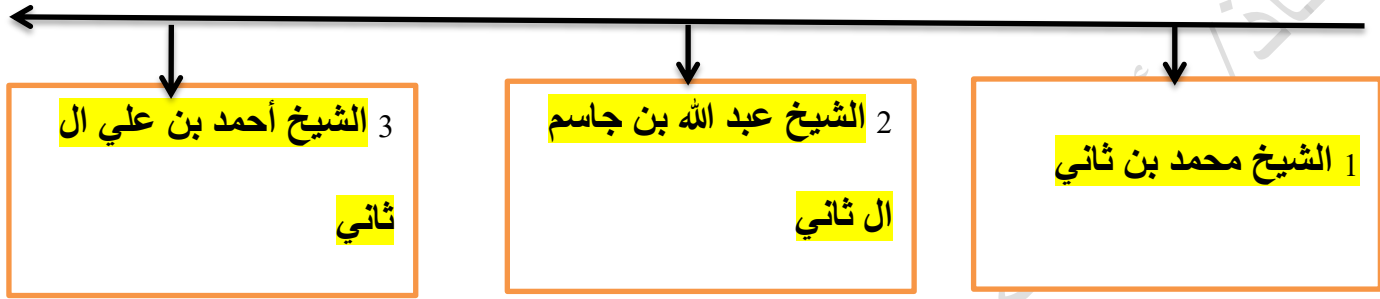 1 الشيخ محمد بن ثاني
2 الشيخ عبد الله بن جاسم
ال ثاني
3 الشيخ أحمد بن علي ال
ثاني